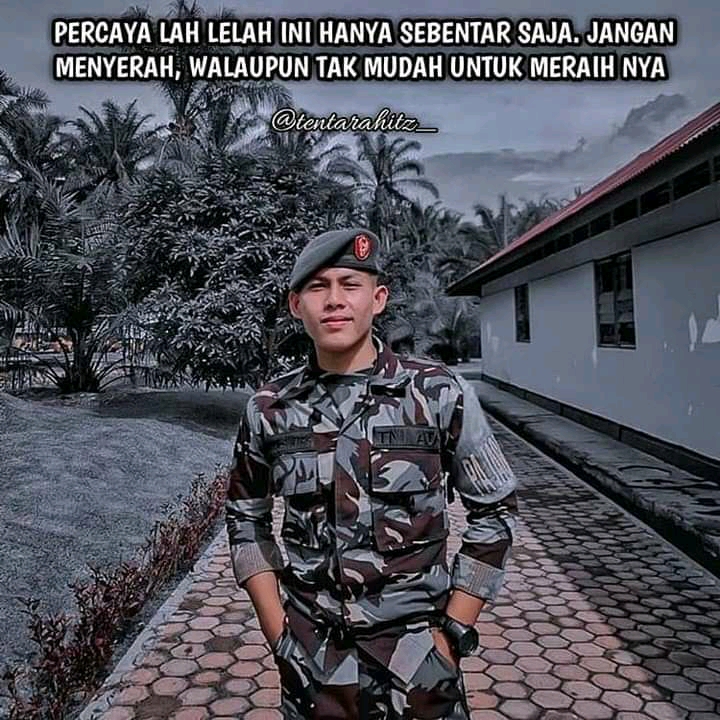 PERCAYA LAH LELAH INI HANYA SEBENTAR SAJA. JANGAN
MENYERAH, WALAUPUN TAK MUDAH UNTUK MERAIH NYA
@tentarahitz_
TNI AD